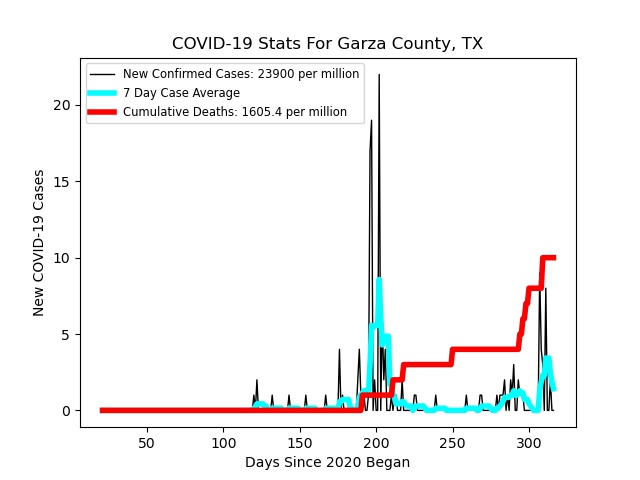 COVID-19 Stats For Garza County, TX
New Confirmed Cases: 23900 per million
7 Day Case Average
Cumulative Deaths: 1605.4 per million
New COVID-19 Cases
20
15
10
5
0
50 100 150 200 250 300
Days Since 2020 Began